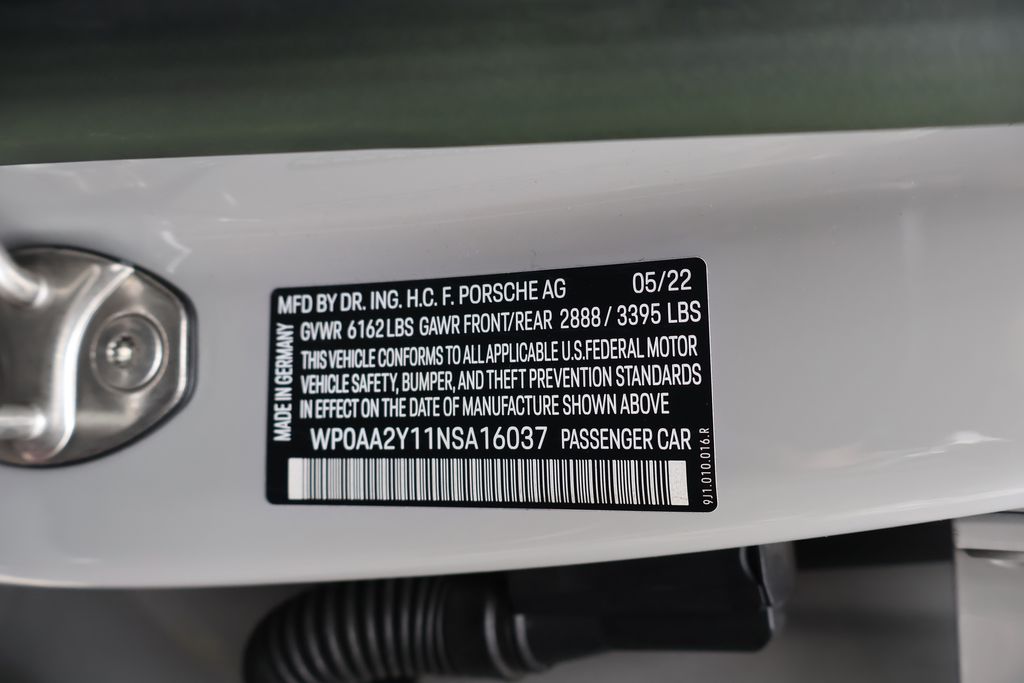 MFD BY DR. ING. H.C. F. PORSCHE AG 05/22
GVWR 6162 LBS GAWR FRONT/REAR 2888 / 3395 LBS
THIS VEHICLE CONFORMS TO ALL APPLICABLE U.S.FEDERAL MOTOR
VEHICLE SAFETY, BUMPER, AND THEFT PREVENTION STANDARDS
IN EFFECT ON THE DATE OF MANUFACTURE SHOWN ABOVE
MADE IN GERMANY
WP0AA2Y11NSA16037 PASSENGER CAR
9J1.010.016.R